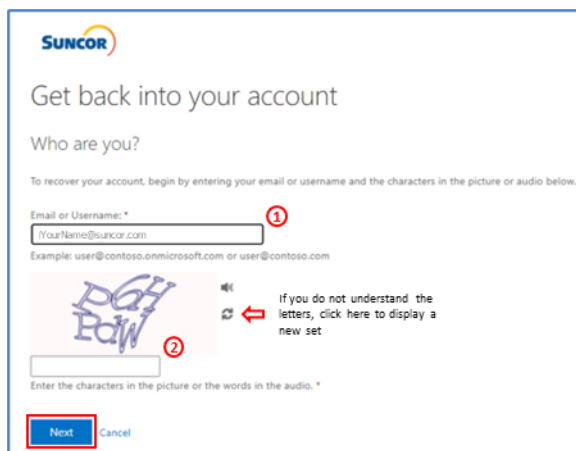 SUNCOR
Get back into your account
Who are you?
To recover your account, begin by entering your email or username and the characters in the picture or audio below.
Email or Username: *
1
iYourName@suncor.com
Example: user@contoso.onmicrosoft.com or user@contoso.com
P6H
PdW
If you do not understand the
letters, click here to display a
new set
2
Enter the characters in the picture or the words in the audio. *
Next Cancel